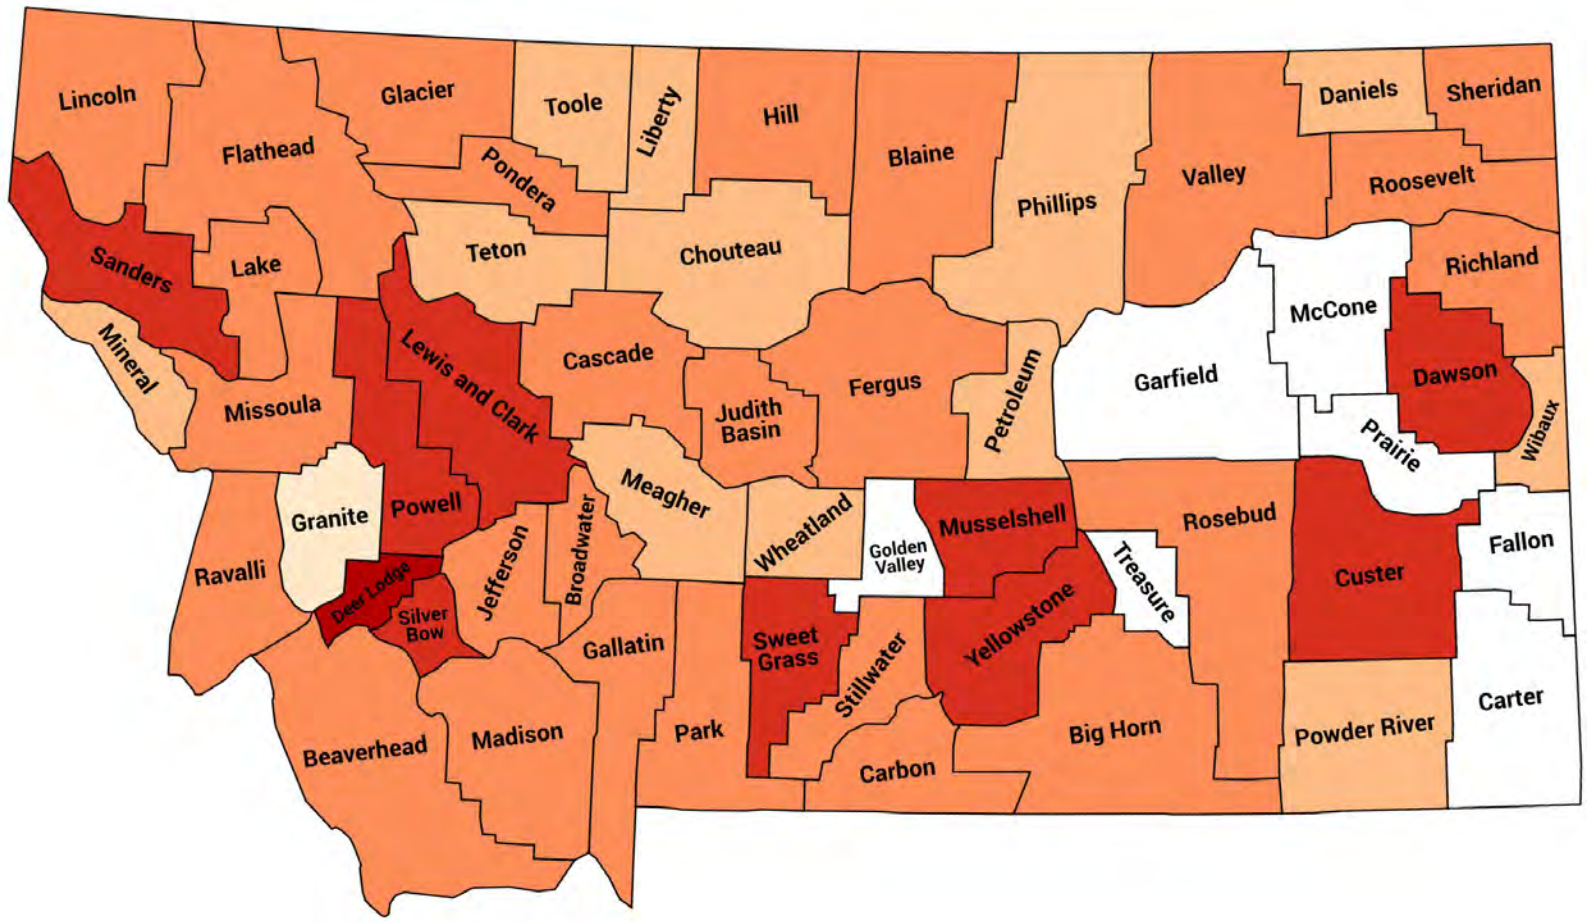 Lincoln
Flathead
Glacier
Toole
Liberty
Hill
Blaine
Phillips
Valley
Daniels
Sheridan
Roosevelt
Pondera
Teton
Chouteau
Sanders
Lake
Richland
McCone
Garfield
Dawson
Mineral
Missoula
Lewis and Clark
Cascade
Judith
Basin
Fergus
Petroleum
Prairie
Wibaux
Granite
Powell
Meagher
Wheatland
Golden
Valley
Musselshell
Rosebud
Treasure
Custer
Fallon
Ravalli
Deer Lodge
Silver
Bow
Jefferson
Broadwater
Gallatin
Sweet
Grass
Stillwater
Yellowstone
Beaverhead
Madison
Park
Carbon
Big Horn
Powder River
Carter